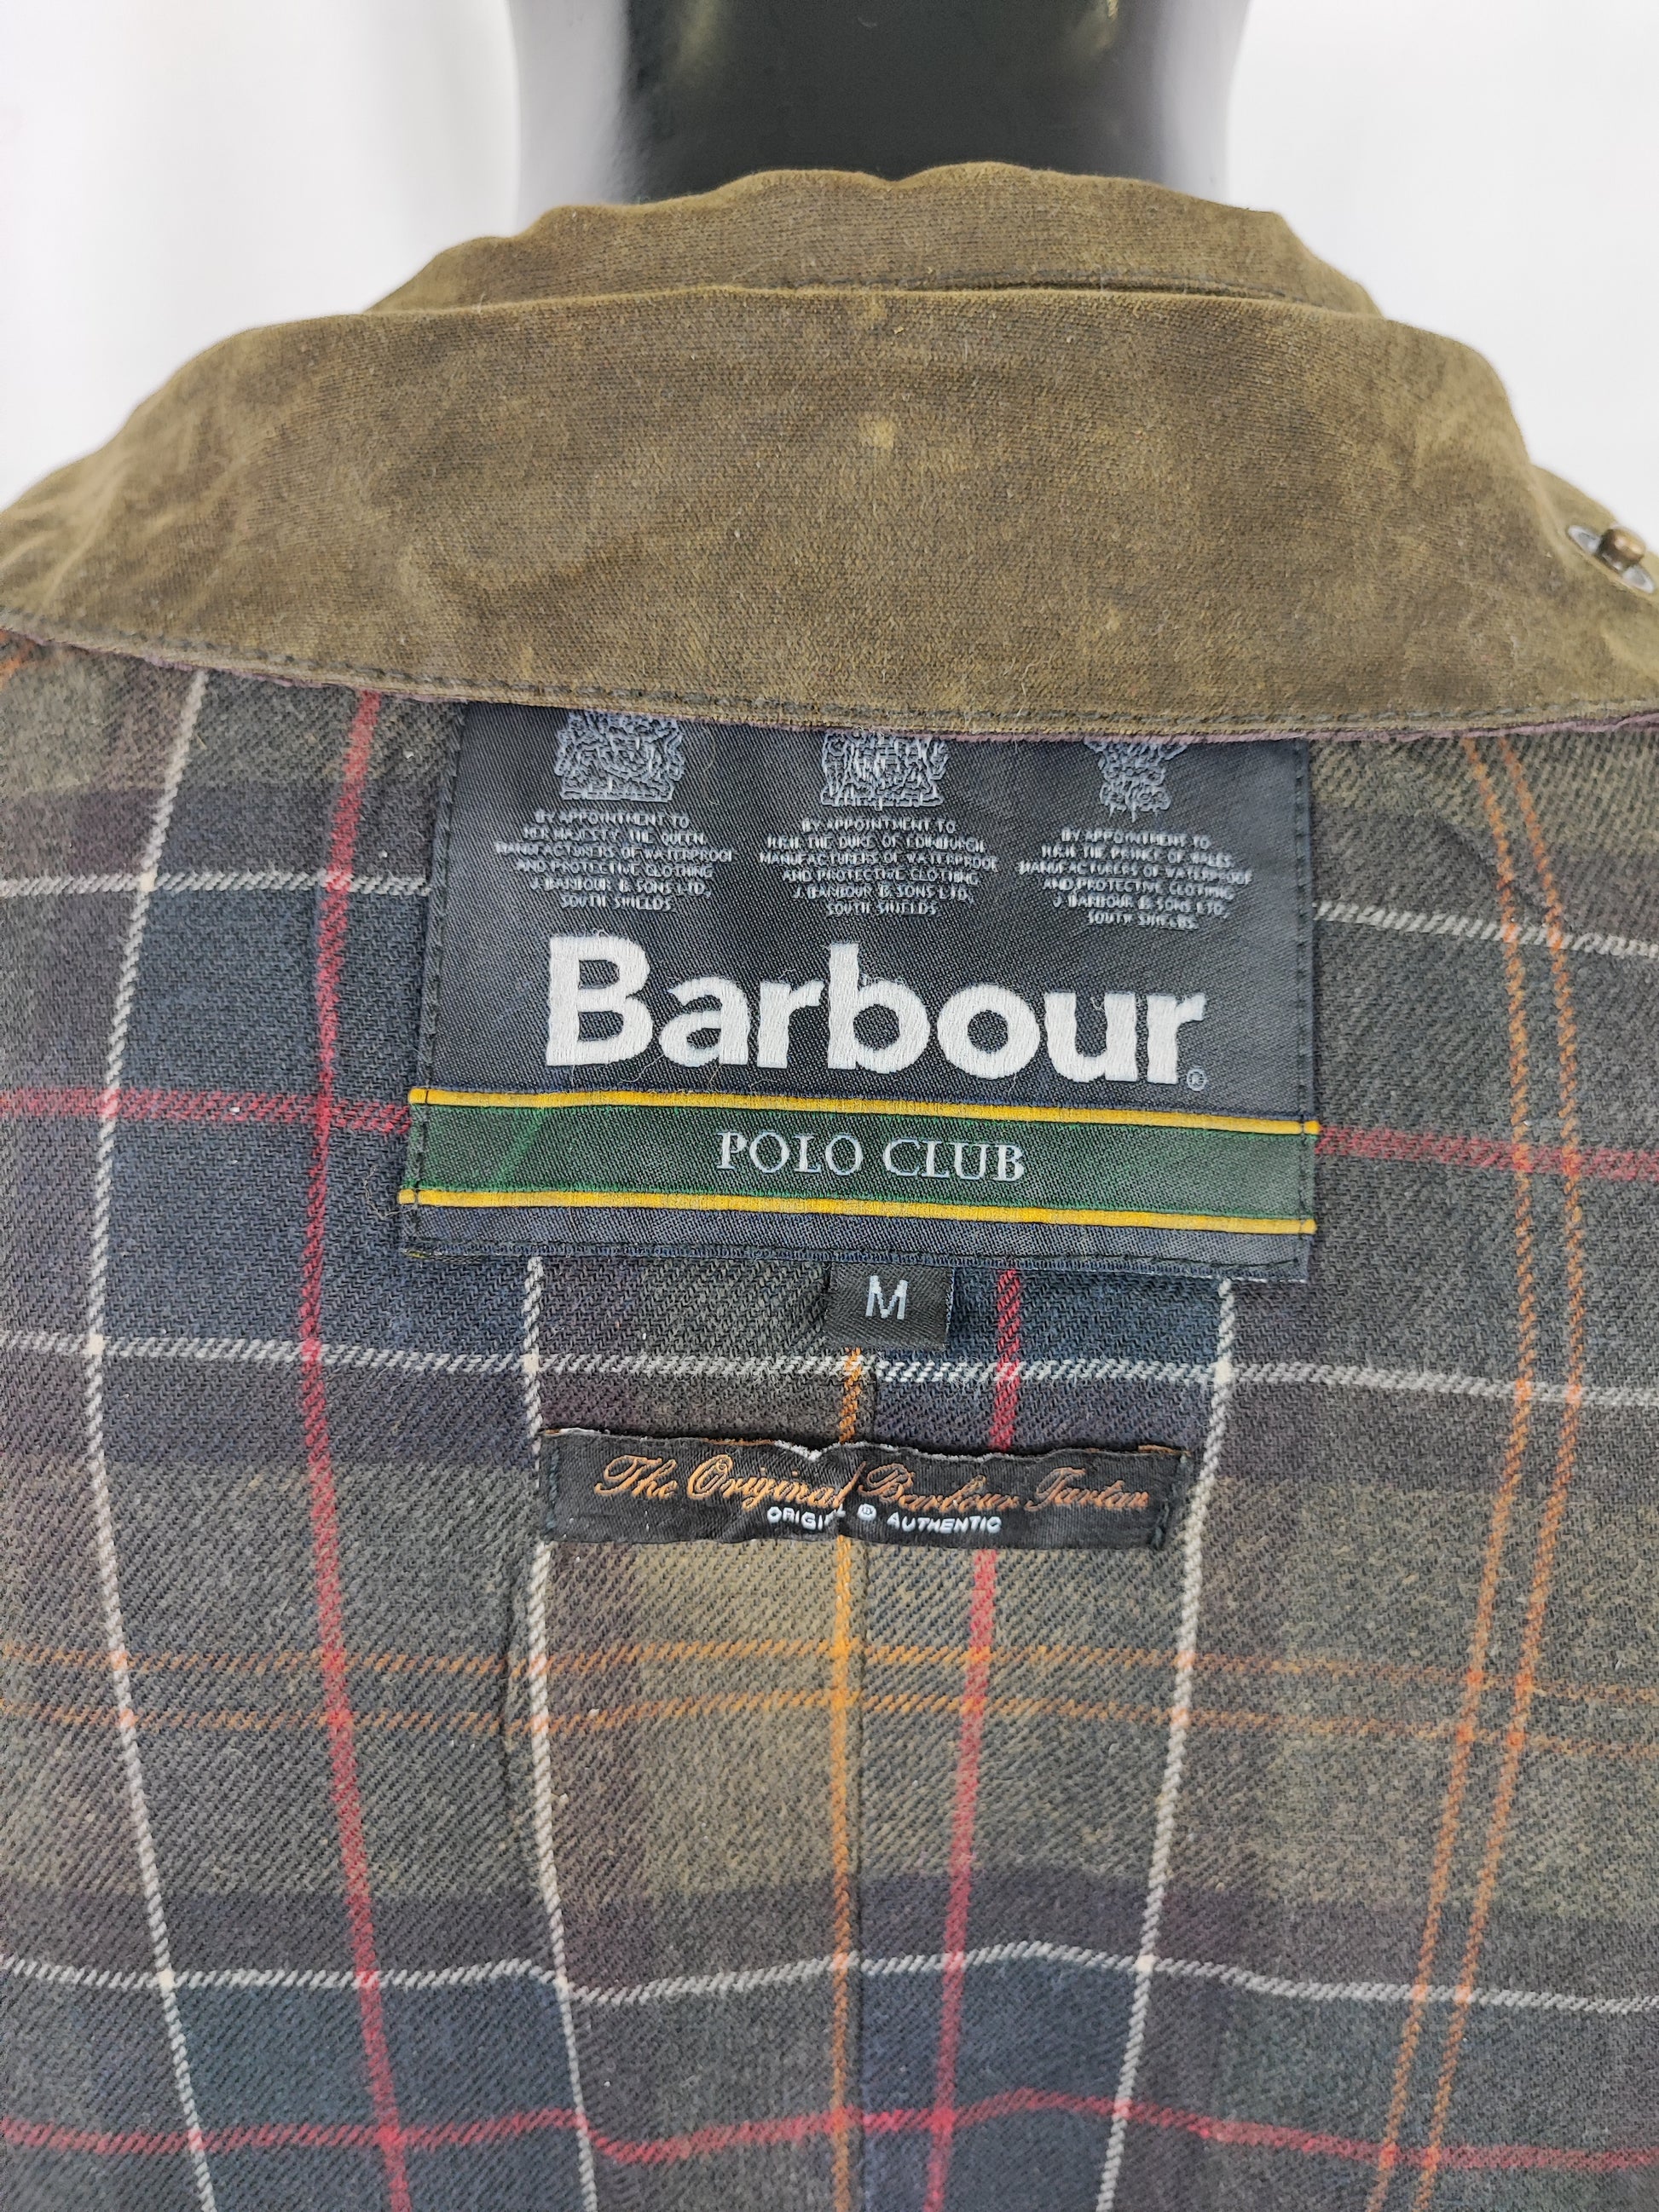 BY APPOINTMENT TO
HER MAJESTY THE QUEEN
MANUFACTURERS OF WATERPROOF
AND PROTECTIVE CLOTHING
J. BARBOUR & SONS LTD,
SOUTH SHIELDS.
BY APPOINTMENT TO
H.R.H. THE DUKE OF EDINBURGH
MANUFACTURERS OF WATERPROOF
AND PROTECTIVE CLOTHING
J. BARBOUR & SONS LTD,
SOUTH SHIELDS.
BY APPOINTMENT TO
H.R.H. THE PRINCE OF WALES
MANUFACTURERS OF WATERPROOF
AND PROTECTIVE CLOTHING
J. BARBOUR & SONS LTD,
SOUTH SHIELDS.
Barbour®
POLO CLUB
M
The Original Barbour Tartan
® AUTHENTIC